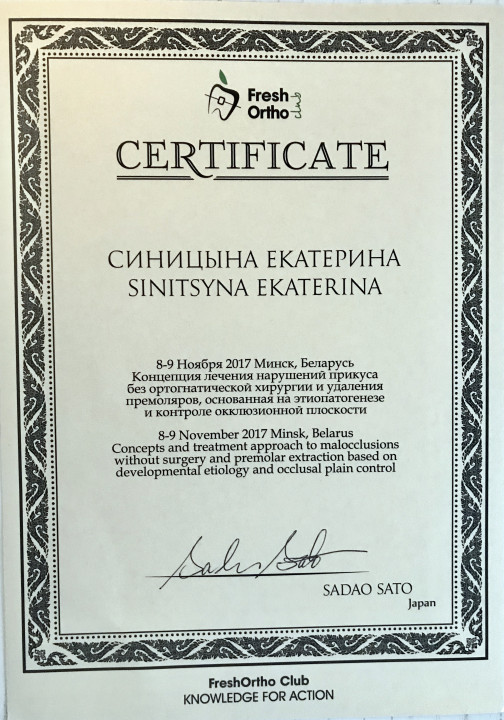 Fresh
Ortho club
CERTIFICATE
СИНИЦЫНА ЕКАТЕРИНА
SINITSYNA EKATERINA
8-9 Ноября 2017 Минск, Беларусь
Концепция лечения нарушений прикуса
без ортогнатической хирургии и удаления
премоляров, основанная на этиопатогенезе
и контроле окклюзионной плоскости
8-9 November 2017 Minsk, Belarus
Concepts and treatment approach to malocclusions
without surgery and premolar extraction based on
developmental etiology and occlusal plain control
Sadao Sato
SADAO SATO
Japan
FreshOrtho Club
KNOWLEDGE FOR ACTION